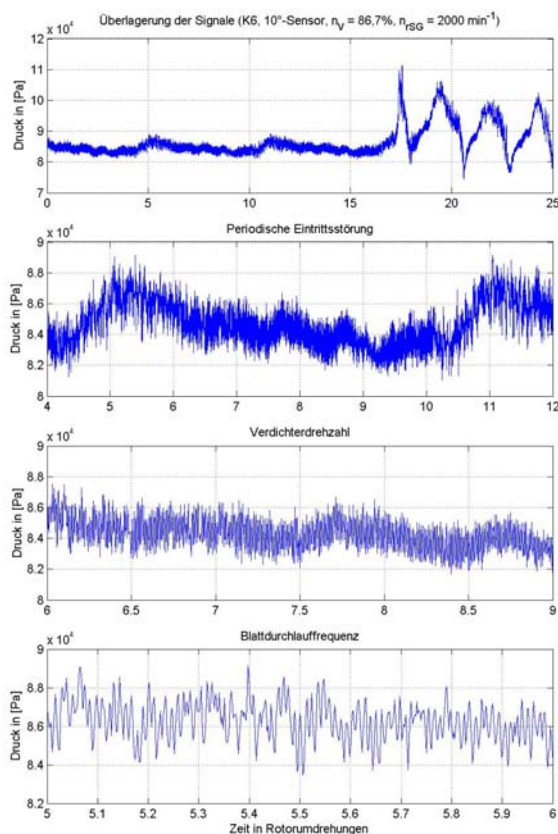 Überlagerung der Signale (K6, 10°-Sensor, n_V = 86,7%, n_rSG = 2000 min⁻¹)
x 10⁴
12
11
10
9
8
7
Druck in [Pa]
0 5 10 15 20 25
Periodische Eintrittsstörung
x 10⁴
9
8.8
8.6
8.4
8.2
8
Druck in [Pa]
4 5 6 7 8 9 10 11 12
Verdichterdrehzahl
x 10⁴
9
8.8
8.6
8.4
8.2
8
Druck in [Pa]
6 6.5 7 7.5 8 8.5 9
Blattdurchlauffrequenz
x 10⁴
9
8.8
8.6
8.4
8.2
Druck in [Pa]
5 5.1 5.2 5.3 5.4 5.5 5.6 5.7 5.8 5.9 6
Zeit in Rotorumdrehungen